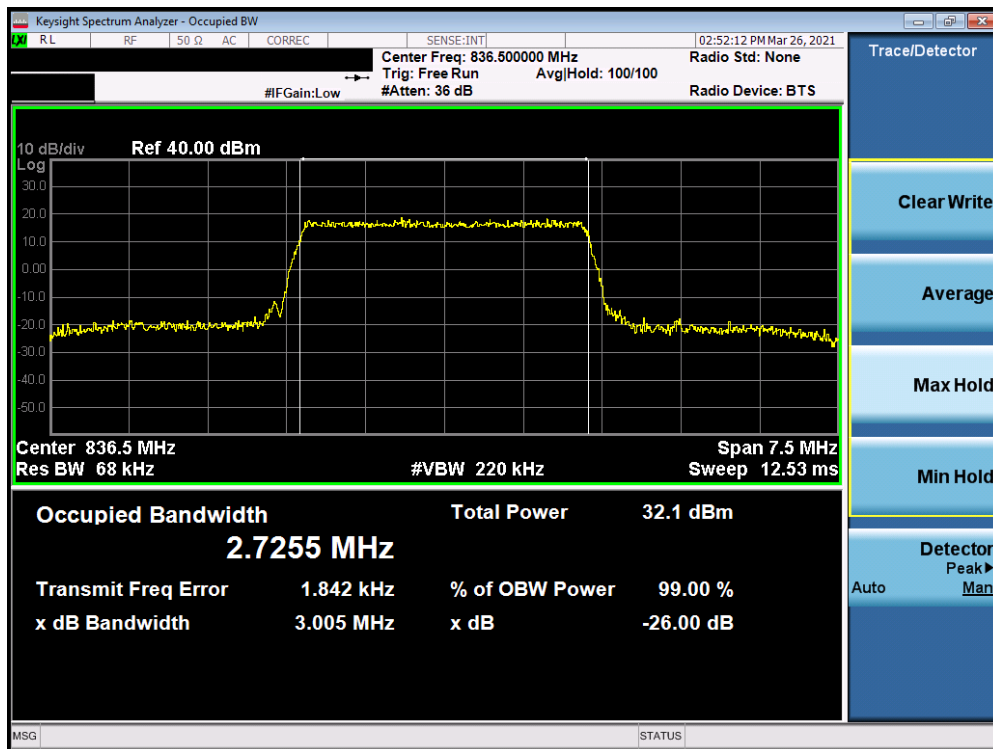 Keysight Spectrum Analyzer - Occupied BW
LXI RL RF 50 Ω AC CORREC SENSE:INT 02:52:12 PM Mar 26, 2021
Center Freq: 836.500000 MHz Radio Std: None
Trig: Free Run Avg|Hold: 100/100
#IFGain:Low #Atten: 36 dB Radio Device: BTS
10 dB/div Ref 40.00 dBm
Log
30.0
20.0
10.0
0.00
-10.0
-20.0
-30.0
-40.0
-50.0
Center 836.5 MHz Span 7.5 MHz
Res BW 68 kHz #VBW 220 kHz Sweep 12.53 ms
Occupied Bandwidth Total Power 32.1 dBm
2.7255 MHz
Transmit Freq Error 1.842 kHz % of OBW Power 99.00 %
x dB Bandwidth 3.005 MHz x dB -26.00 dB
MSG STATUS
Trace/Detector
Clear Write
Average
Max Hold
Min Hold
Detector
Peak▶
Auto Man